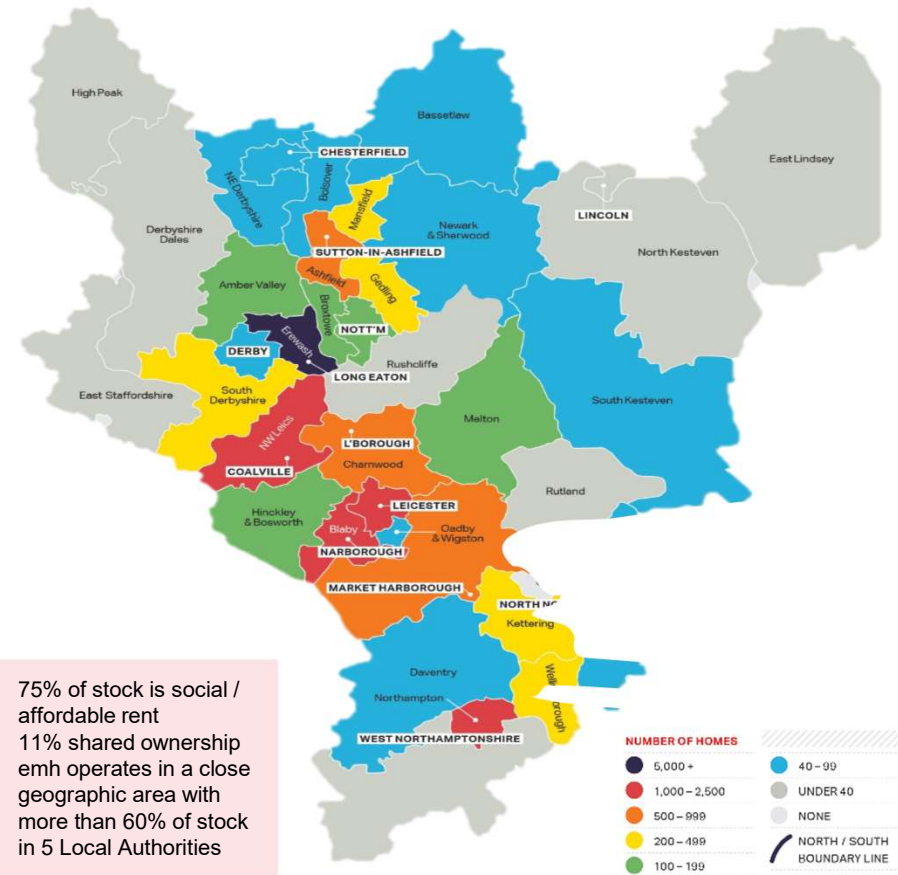 High Peak
Bassetlaw
East Lindsey
CHESTERFIELD
NE Derbyshire
Bolsover
Mansfield
LINCOLN
Derbyshire
Dales
Newark
& Sherwood
North Kesteven
SUTTON-IN-ASHFIELD
Ashfield
Gedling
Amber Valley
Broxtowe
NOTT'M
Erewash
DERBY
Rushcliffe
LONG EATON
East Staffordshire
South
Derbyshire
Melton
South Kesteven
NW Leics
L'BOROUGH
COALVILLE
Charnwood
Rutland
LEICESTER
Hinckley
& Bosworth
Blaby
Oadby
& Wigston
NARBOROUGH
MARKET HARBOROUGH
NORTH
Kettering
Daventry
Northampton
WEST NORTHAMPTONSHIRE
75% of stock is social /
affordable rent
11% shared ownership
emh operates in a close
geographic area with
more than 60% of stock
in 5 Local Authorities
NUMBER OF HOMES
5,000 +
1,000 – 2,500
500 – 999
200 – 499
100 – 199
40 – 99
UNDER 40
NONE
NORTH / SOUTH
BOUNDARY LINE